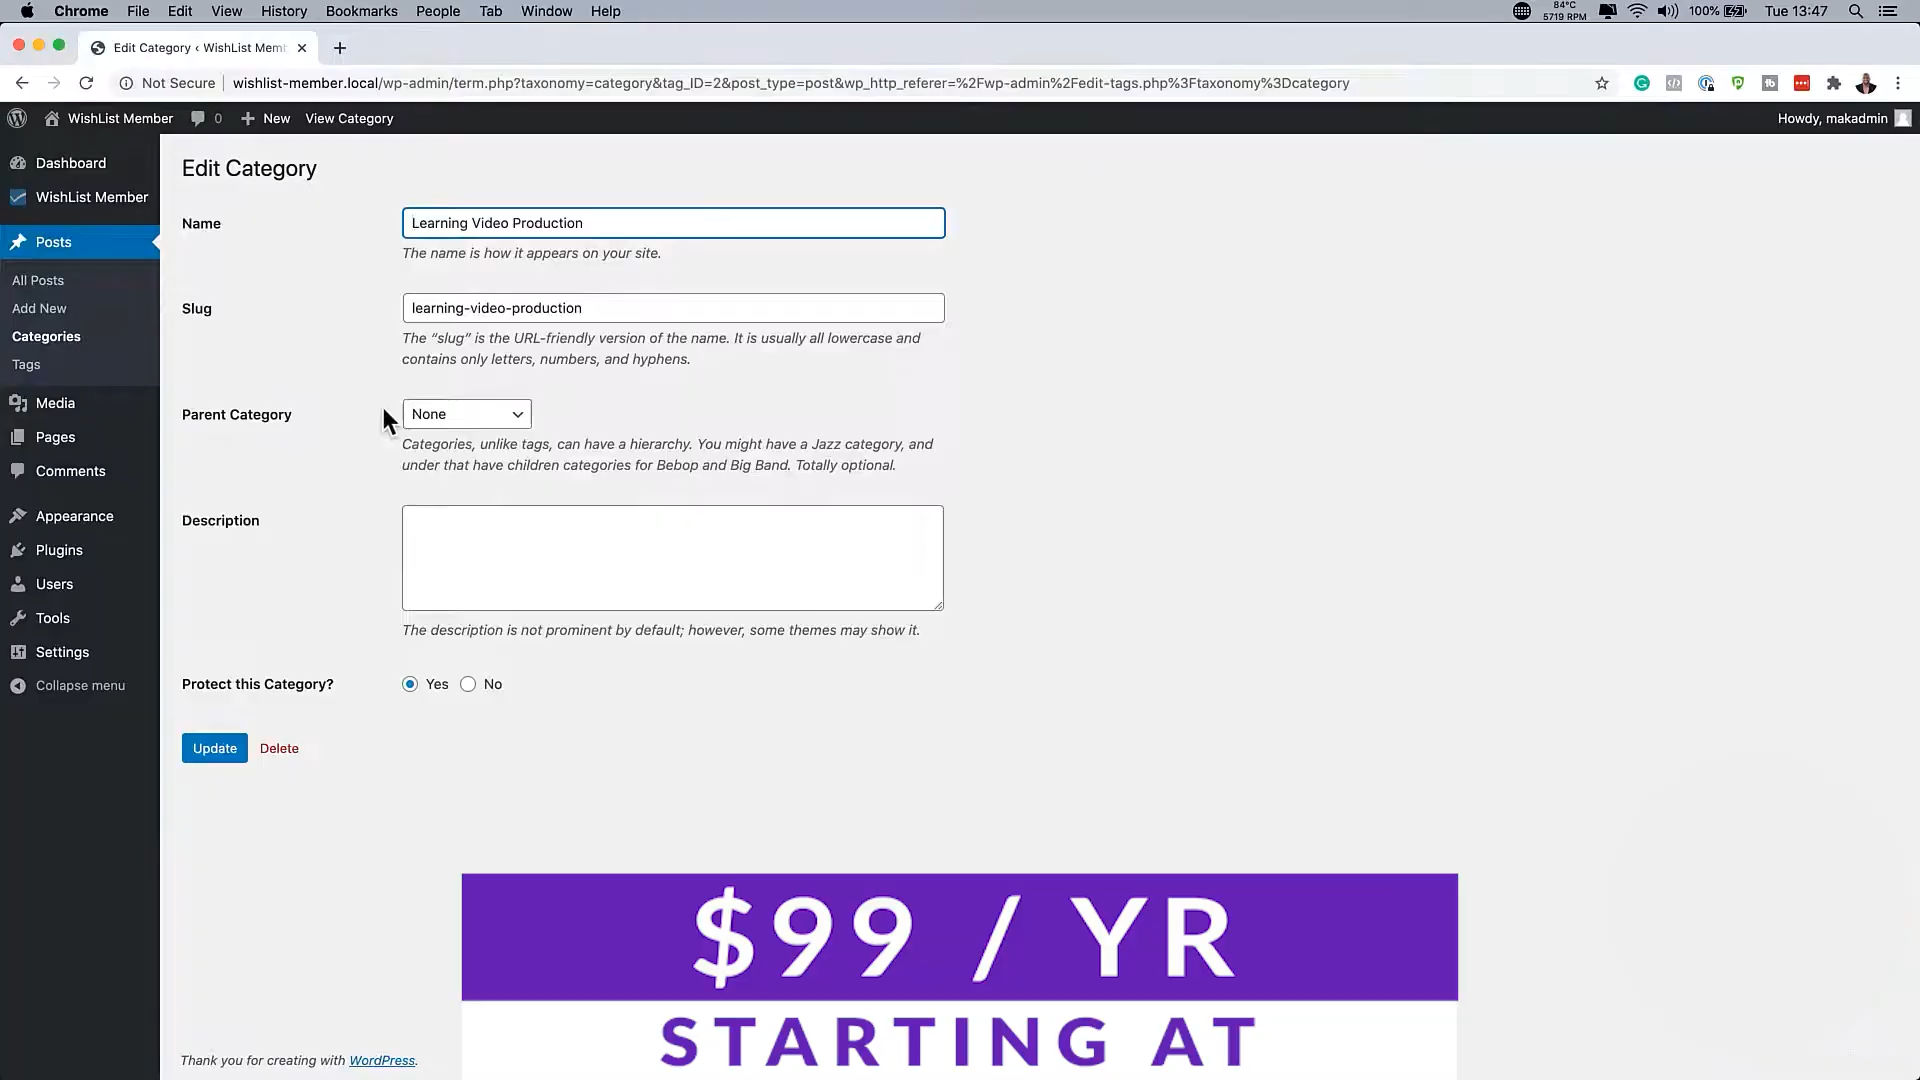 Chrome File Edit View History Bookmarks People Tab Window Help
84°C
5719 RPM
100% Tue 13:47
Edit Category ‹ WishList Mem
Not Secure wishlist-member.local/wp-admin/term.php?taxonomy=category&tag_ID=2&post_type=post&wp_http_referer=%2Fwp-admin%2Fedit-tags.php%3Ftaxonomy%3Dcategory
WishList Member 0 New View Category Howdy, makadmin
Dashboard
WishList Member
Posts
All Posts
Add New
Categories
Tags
Media
Pages
Comments
Appearance
Plugins
Users
Tools
Settings
Collapse menu
Edit Category
Name
Learning Video Production
The name is how it appears on your site.
Slug
learning-video-production
The “slug” is the URL-friendly version of the name. It is usually all lowercase and
contains only letters, numbers, and hyphens.
Parent Category
None
Categories, unlike tags, can have a hierarchy. You might have a Jazz category, and
under that have children categories for Bebop and Big Band. Totally optional.
Description
The description is not prominent by default; however, some themes may show it.
Protect this Category?
Yes No
Update Delete
$99 / YR
STARTING AT
Thank you for creating with WordPress.